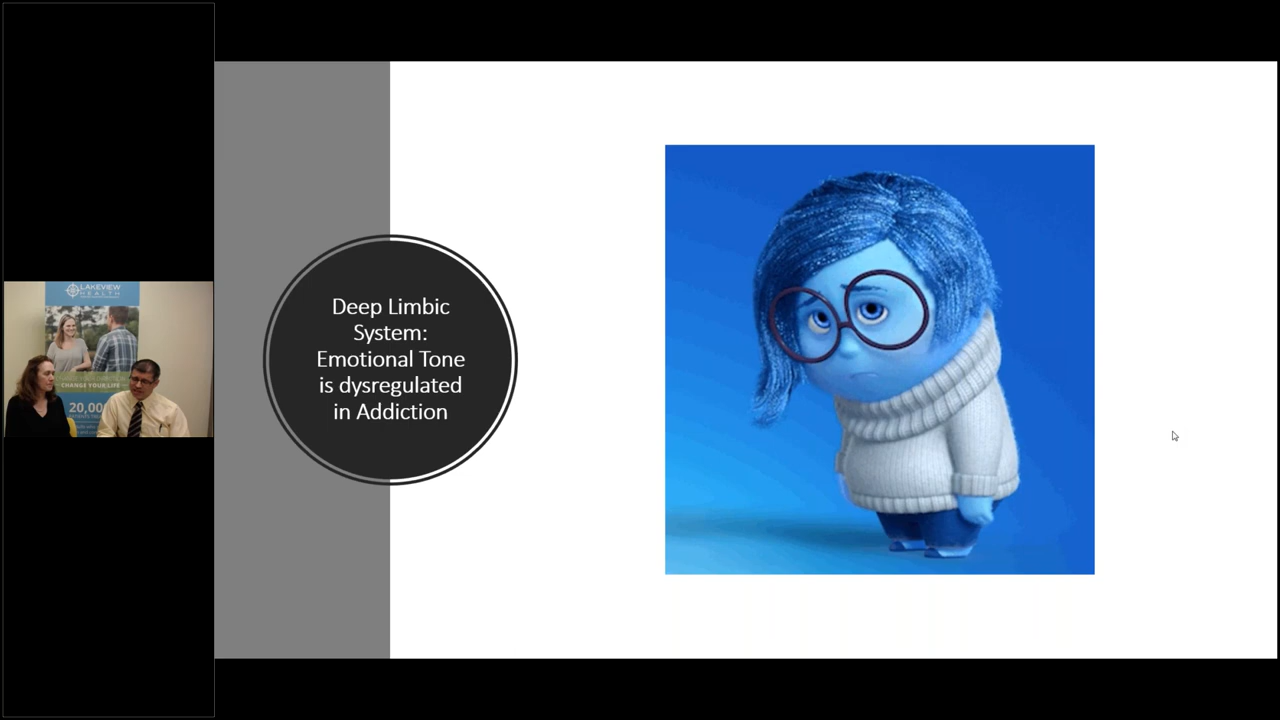 LAKEVIEW
HEALTH
CHANGE YOUR LIFE
20,00
Deep Limbic
System:
Emotional Tone
is dysregulated
in Addiction